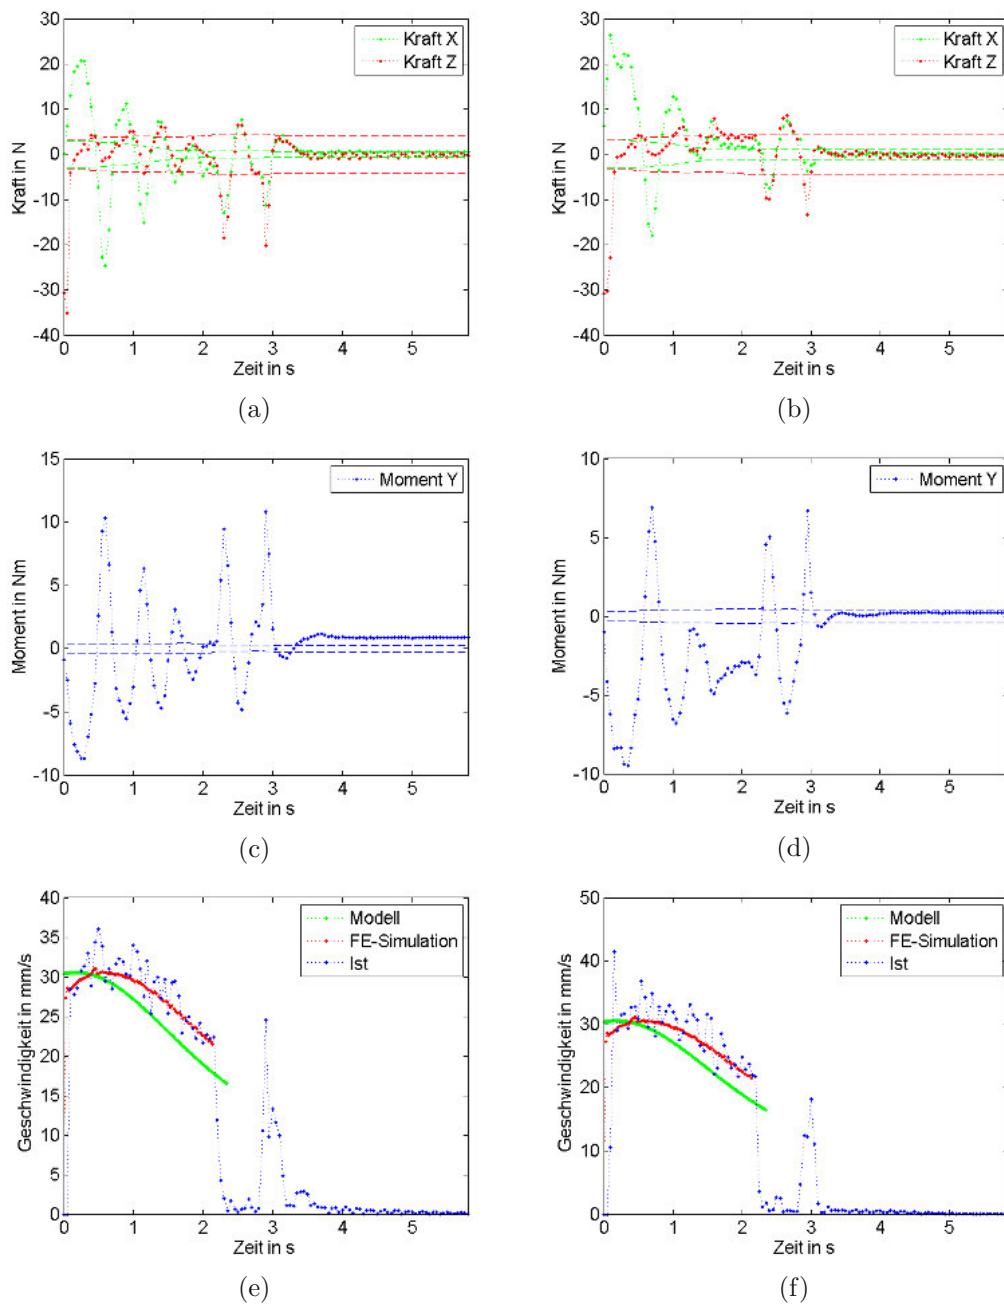 30
20
10
0
-10
-20
-30
-40
Kraft in N
Kraft X
Kraft Z
0 1 2 3 4 5
Zeit in s
(a)
30
20
10
0
-10
-20
-30
-40
Kraft in N
Kraft X
Kraft Z
0 1 2 3 4 5
Zeit in s
(b)
15
10
5
0
-5
-10
Moment in Nm
Moment Y
0 1 2 3 4 5
Zeit in s
(c)
10
5
0
-5
-10
Moment in Nm
Moment Y
0 1 2 3 4 5
Zeit in s
(d)
40
35
30
25
20
15
10
5
0
Geschwindigkeit in mm/s
Modell
FE-Simulation
Ist
0 1 2 3 4 5
Zeit in s
(e)
50
40
30
20
10
0
Geschwindigkeit in mm/s
Modell
FE-Simulation
Ist
0 1 2 3 4 5
Zeit in s
(f)